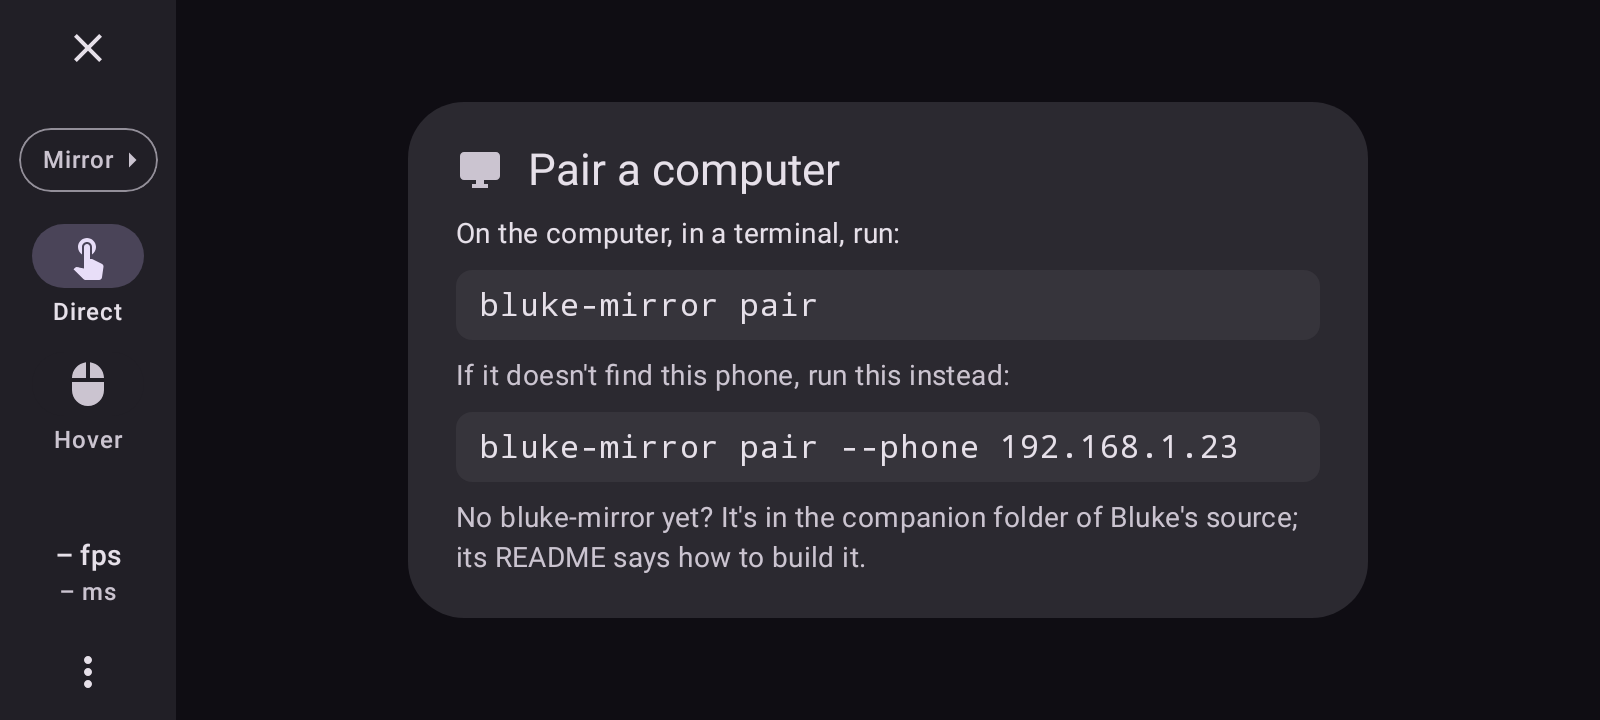 Mirror
Direct
Hover
– fps
– ms
Pair a computer
On the computer, in a terminal, run:
bluke-mirror pair
If it doesn't find this phone, run this instead:
bluke-mirror pair --phone 192.168.1.23
No bluke-mirror yet? It's in the companion folder of Bluke's source;
its README says how to build it.